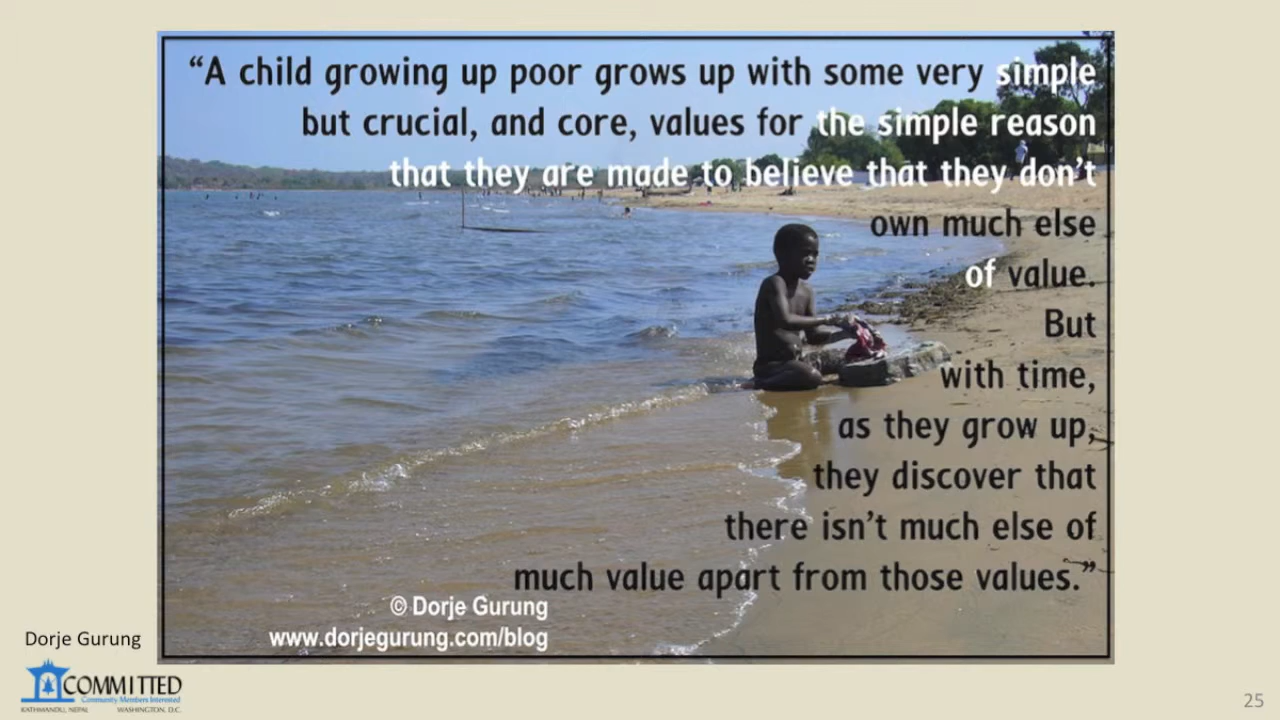 “A child growing up poor grows up with some very simple
but crucial, and core, values for the simple reason
that they are made to believe that they don’t
own much else
of value.
But
with time,
as they grow up,
they discover that
there isn’t much else of
much value apart from those values.”
© Dorje Gurung
www.dorjegurung.com/blog
Dorje Gurung
COMMITTED
Community Members Interested
KATHMANDU, NEPAL WASHINGTON, D.C.
25